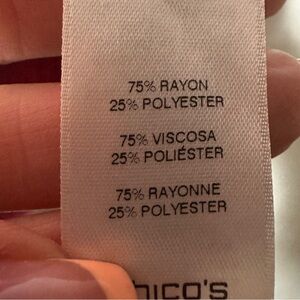 75% RAYON
25% POLYESTER
75% VISCOSA
25% POLIÉSTER
75% RAYONNE
25% POLYESTER